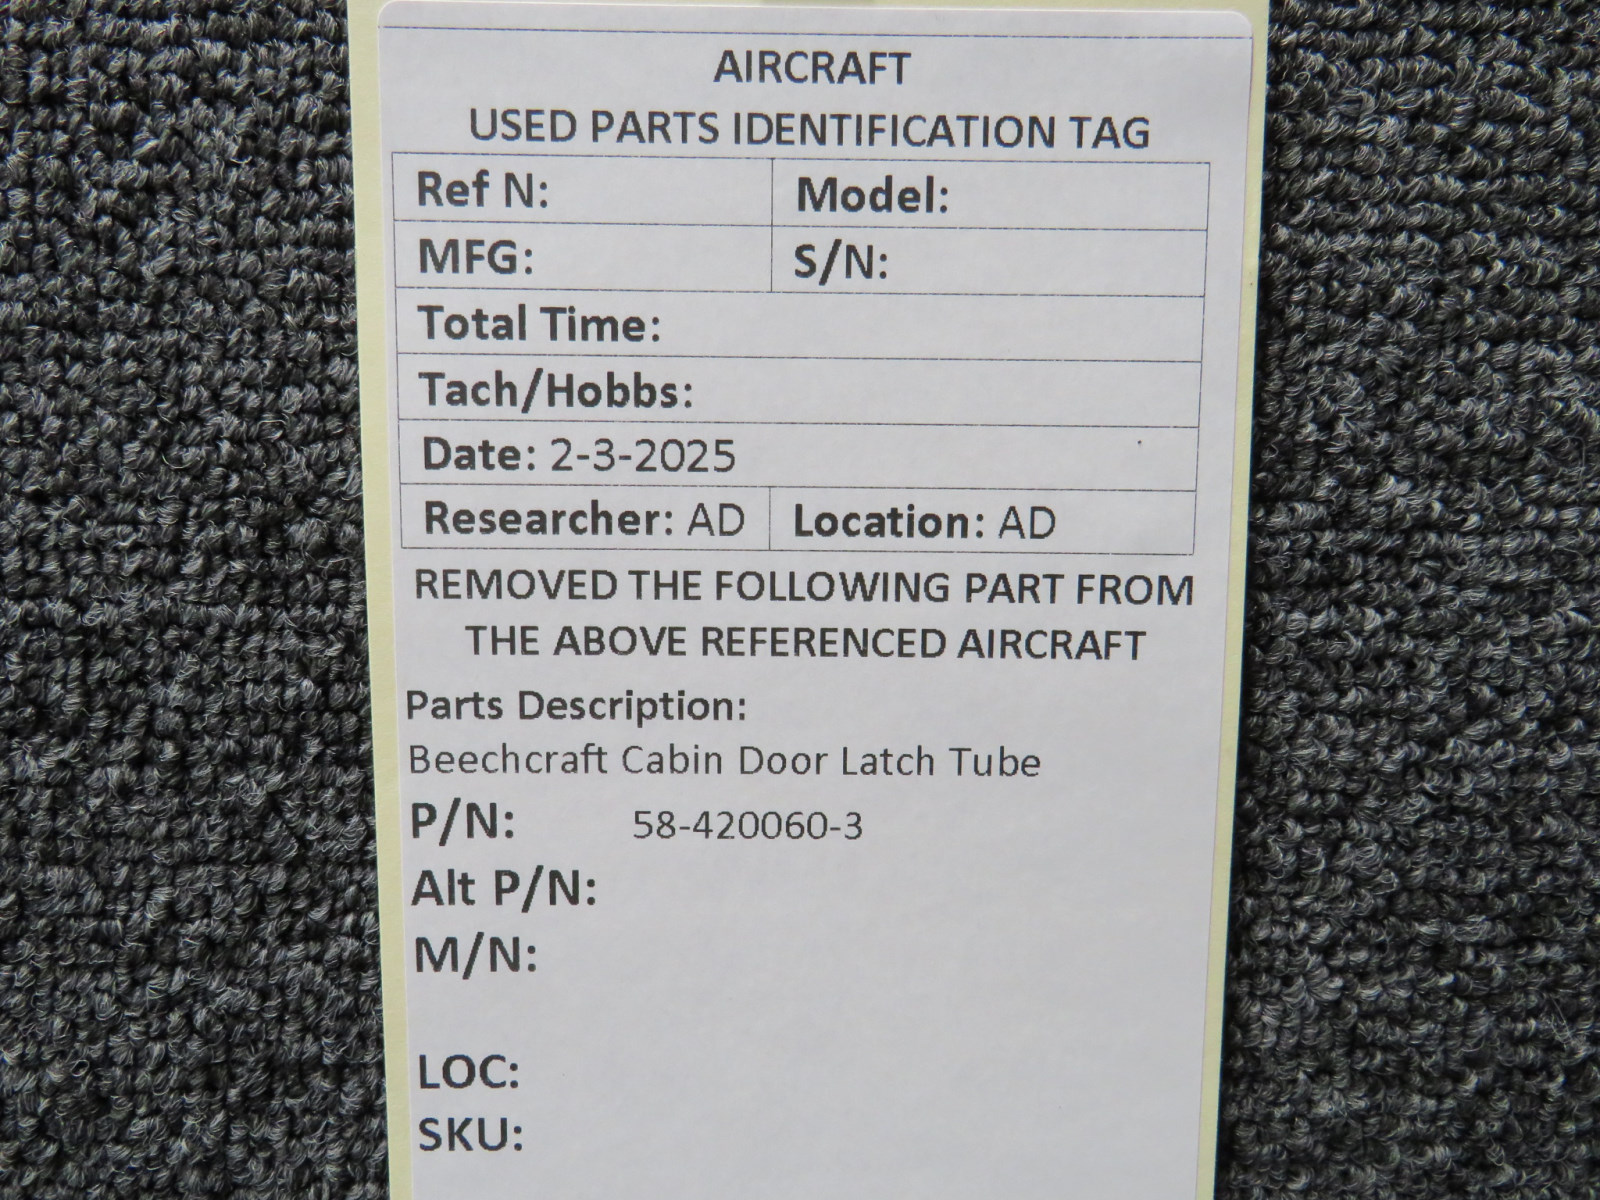 AIRCRAFT
USED PARTS IDENTIFICATION TAG
Ref N: Model:
MFG: S/N:
Total Time:
Tach/Hobbs:
Date: 2-3-2025
Researcher: AD Location: AD
REMOVED THE FOLLOWING PART FROM
THE ABOVE REFERENCED AIRCRAFT
Parts Description:
Beechcraft Cabin Door Latch Tube
P/N: 58-420060-3
Alt P/N:
M/N:
LOC:
SKU: